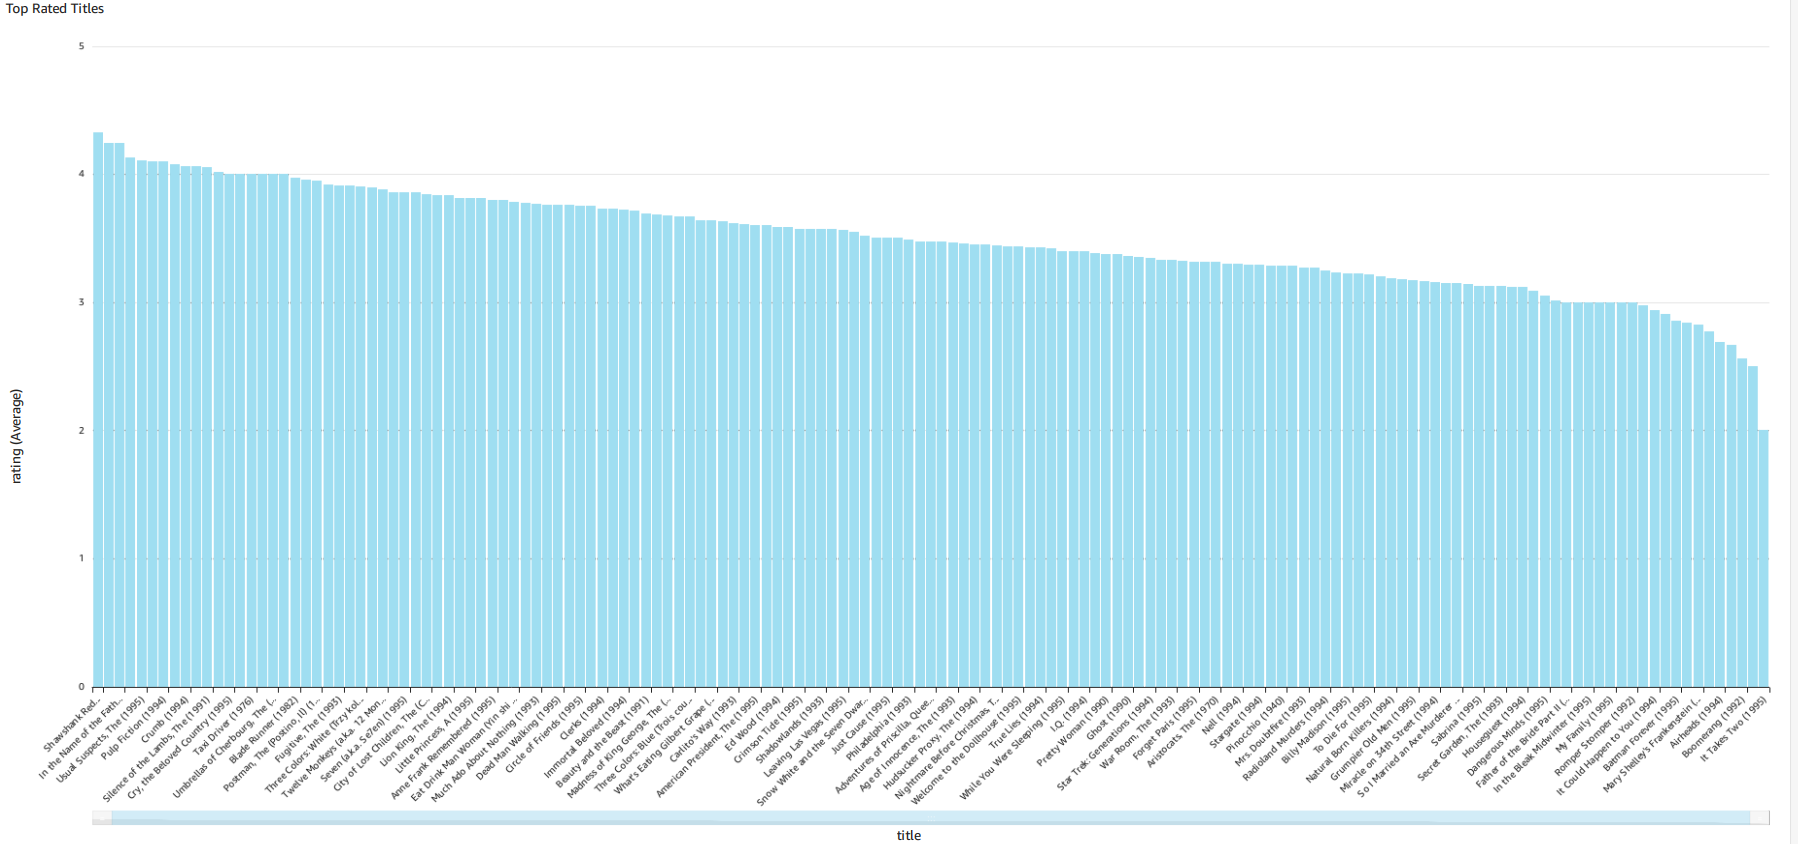 Top Rated Titles
5
4
3
2
1
0
rating (Average)
Shawshank Red...
In the Name of the Fath...
Usual Suspects, The (1995)
Pulp Fiction (1994)
Crumb (1994)
Silence of the Lambs, The (1991)
Cry, the Beloved Country (1995)
Taxi Driver (1976)
Umbrellas of Cherbourg, The (...
Blade Runner (1982)
Postman, The (Postino, Il) (1...
Fugitive, The (1993)
Three Colors: White (Trzy kol...
Twelve Monkeys (a.k.a. 12 Mon...
Seven (a.k.a. Se7en) (1995)
City of Lost Children, The (C...
Lion King, The (1994)
Little Princess, A (1995)
Anne Frank Remembered (1995)
Eat Drink Man Woman (Yin shi ...
Much Ado About Nothing (1993)
Dead Man Walking (1995)
Circle of Friends (1995)
Clerks (1994)
Immortal Beloved (1994)
Beauty and the Beast (1991)
Madness of King George, The (...
Three Colors: Blue (Trois cou...
What's Eating Gilbert Grape (...
Carlito's Way (1993)
American President, The (1995)
Ed Wood (1994)
Crimson Tide (1995)
Shadowlands (1993)
Leaving Las Vegas (1995)
Snow White and the Seven Dwar...
Just Cause (1995)
Philadelphia (1993)
Adventures of Priscilla, Quee...
Age of Innocence, The (1993)
Hudsucker Proxy, The (1994)
Nightmare Before Christmas, T...
Welcome to the Dollhouse (1995)
True Lies (1994)
While You Were Sleeping (1995)
I.Q. (1994)
Pretty Woman (1990)
Ghost (1990)
Star Trek: Generations (1994)
War Room, The (1993)
Forget Paris (1995)
Aristocats, The (1970)
Nell (1994)
Stargate (1994)
Pinocchio (1940)
Mrs. Doubtfire (1993)
Radioland Murders (1994)
Billy Madison (1995)
To Die For (1995)
Natural Born Killers (1994)
Grumpier Old Men (1995)
Miracle on 34th Street (1994)
So I Married an Axe Murderer ...
Sabrina (1995)
Secret Garden, The (1993)
Houseguest (1994)
Dangerous Minds (1995)
Father of the Bride Part II (...
In the Bleak Midwinter (1995)
My Family (1995)
Romper Stomper (1992)
It Could Happen to You (1994)
Batman Forever (1995)
Mary Shelley's Frankenstein (...
Airheads (1994)
Boomerang (1992)
It Takes Two (1995)
title